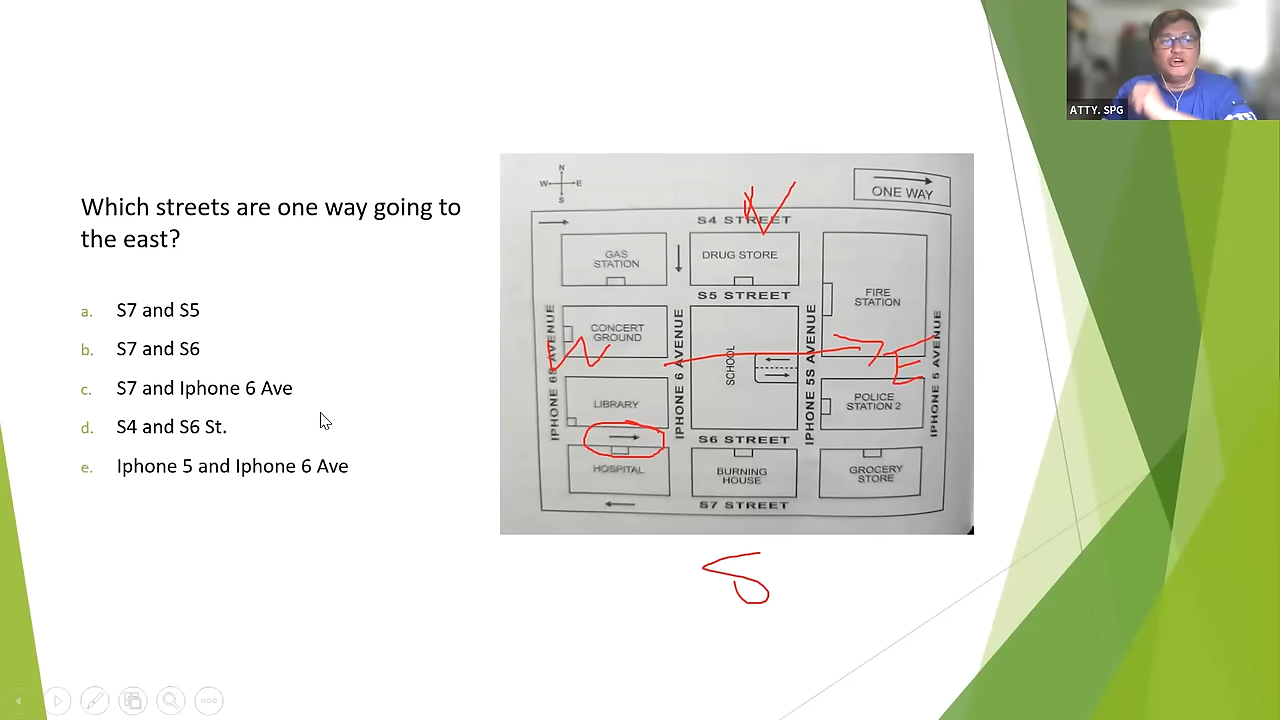 ATTY. SPG
Which streets are one way going to
the east?
a. S7 and S5
b. S7 and S6
c. S7 and Iphone 6 Ave
d. S4 and S6 St.
e. Iphone 5 and Iphone 6 Ave
N
W E
S
ONE WAY
S4 STREET
N
GAS
STATION
DRUG STORE
FIRE
STATION
S5 STREET
CONCERT
GROUND
IPHONE 6S AVENUE
IPHONE 6 AVENUE
SCHOOL
IPHONE 5S AVENUE
IPHONE 5 AVENUE
W
E
LIBRARY
POLICE
STATION 2
S6 STREET
HOSPITAL
BURNING
HOUSE
GROCERY
STORE
S7 STREET
S